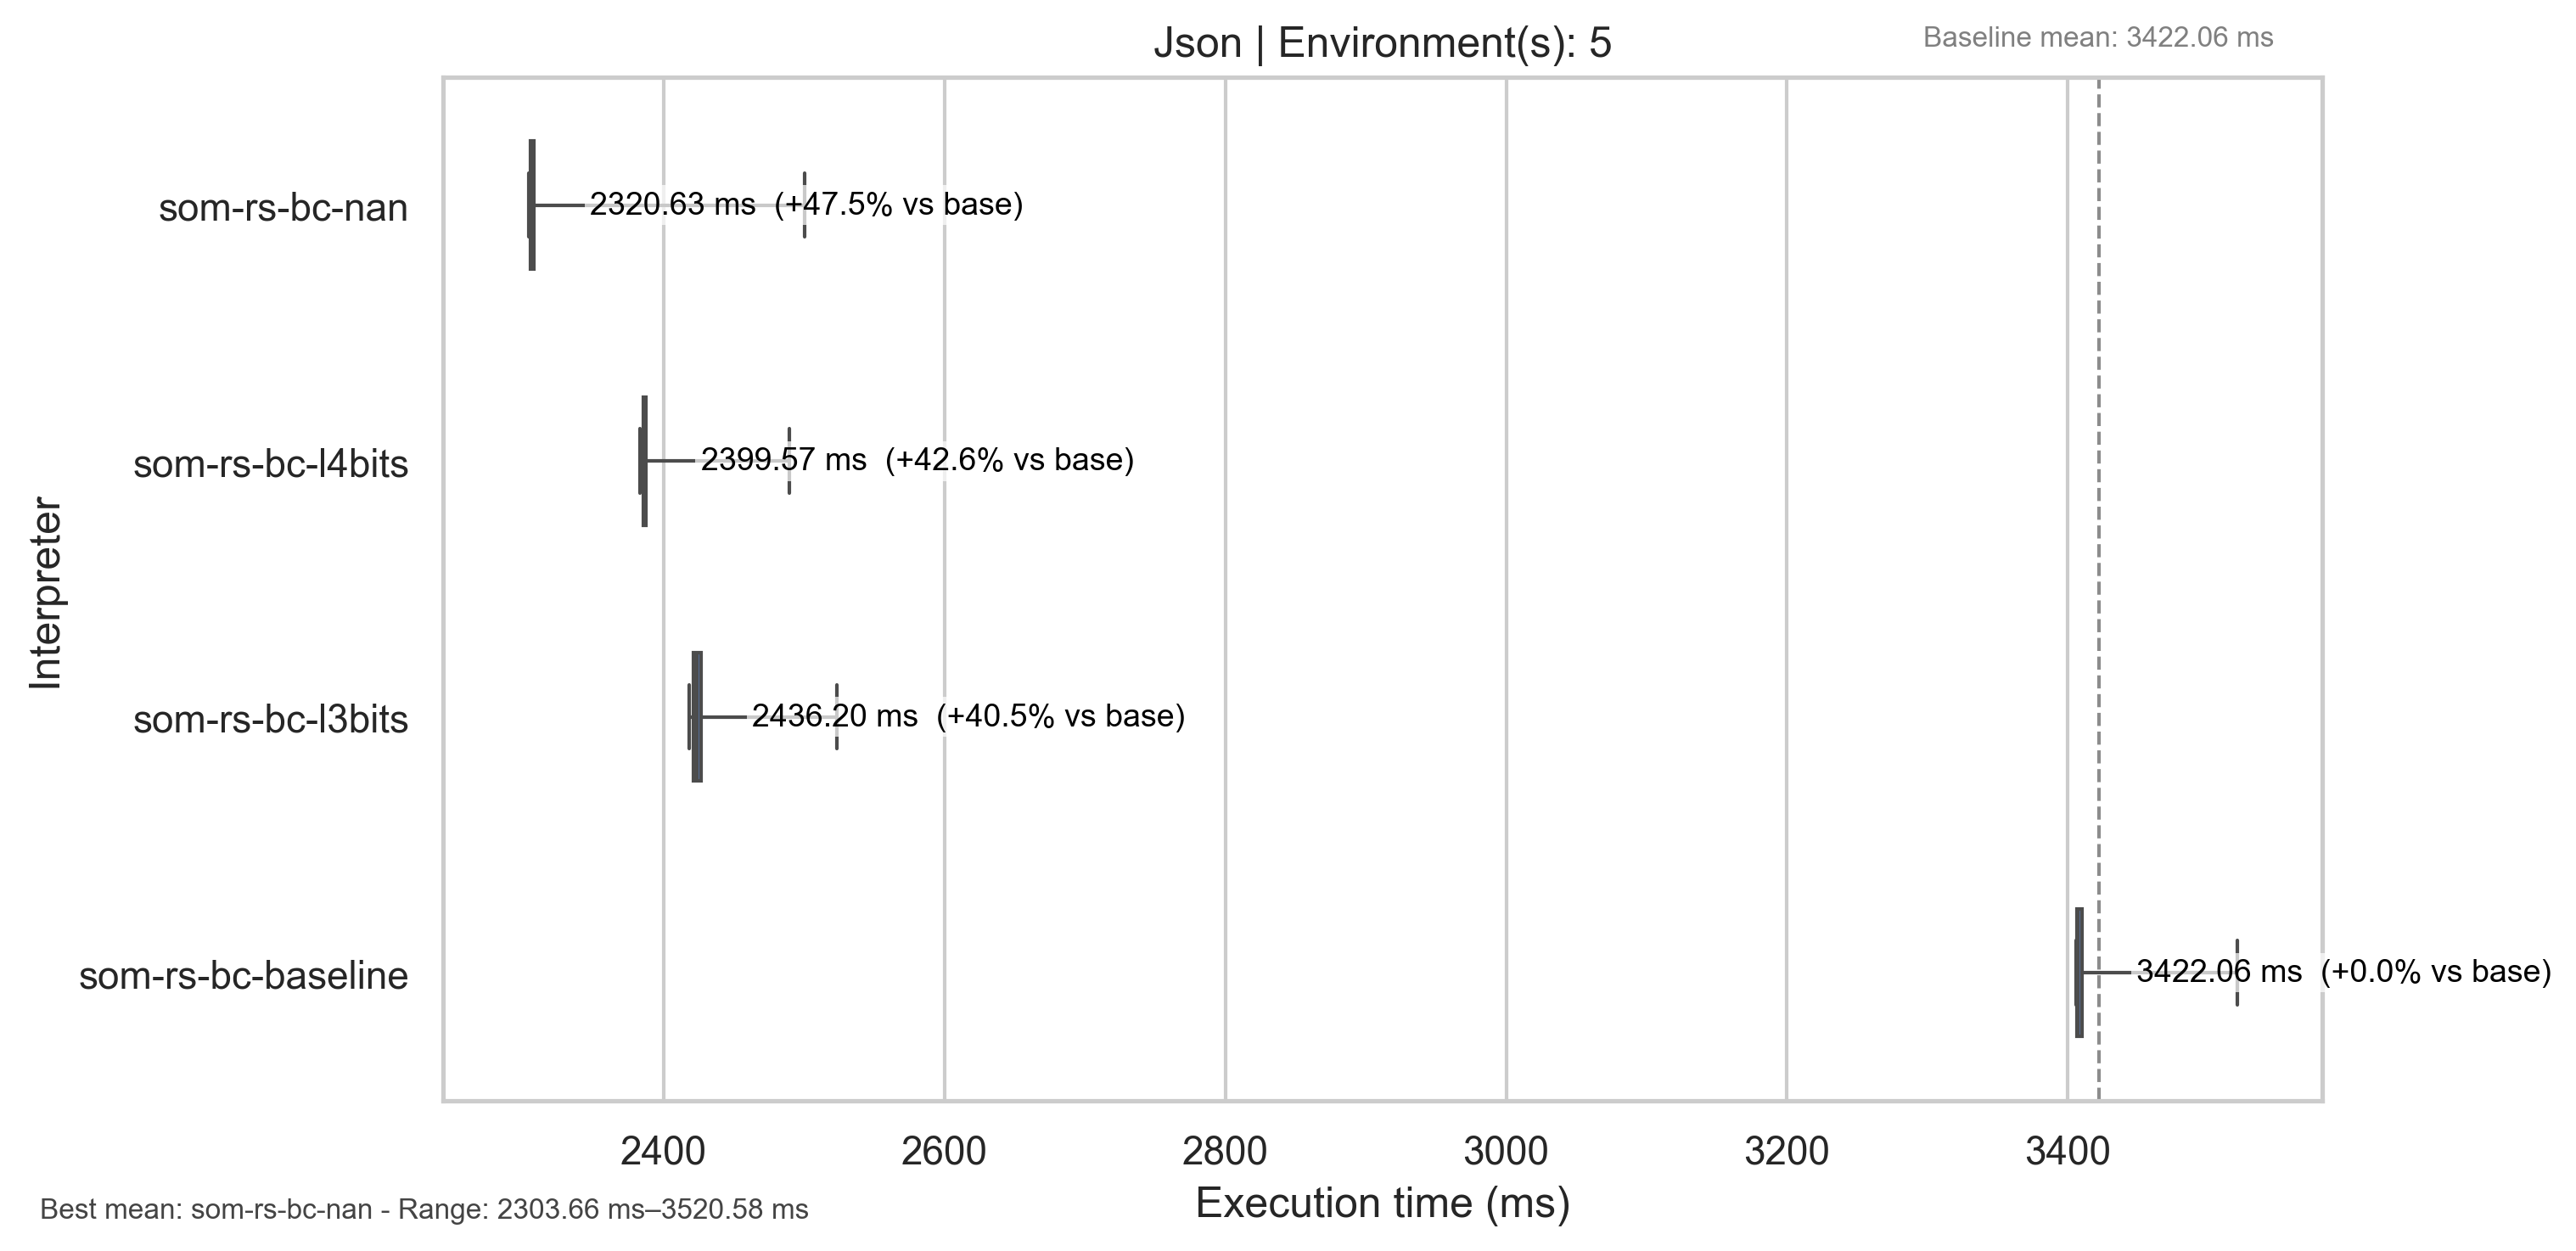 Json | Environment(s): 5
Baseline mean: 3422.06 ms
som-rs-bc-nan
2320.63 ms (+47.5% vs base)
som-rs-bc-l4bits
2399.57 ms (+42.6% vs base)
som-rs-bc-l3bits
2436.20 ms (+40.5% vs base)
som-rs-bc-baseline
3422.06 ms (+0.0% vs base)
Interpreter
2400 2600 2800 3000 3200 3400
Execution time (ms)
Best mean: som-rs-bc-nan - Range: 2303.66 ms–3520.58 ms